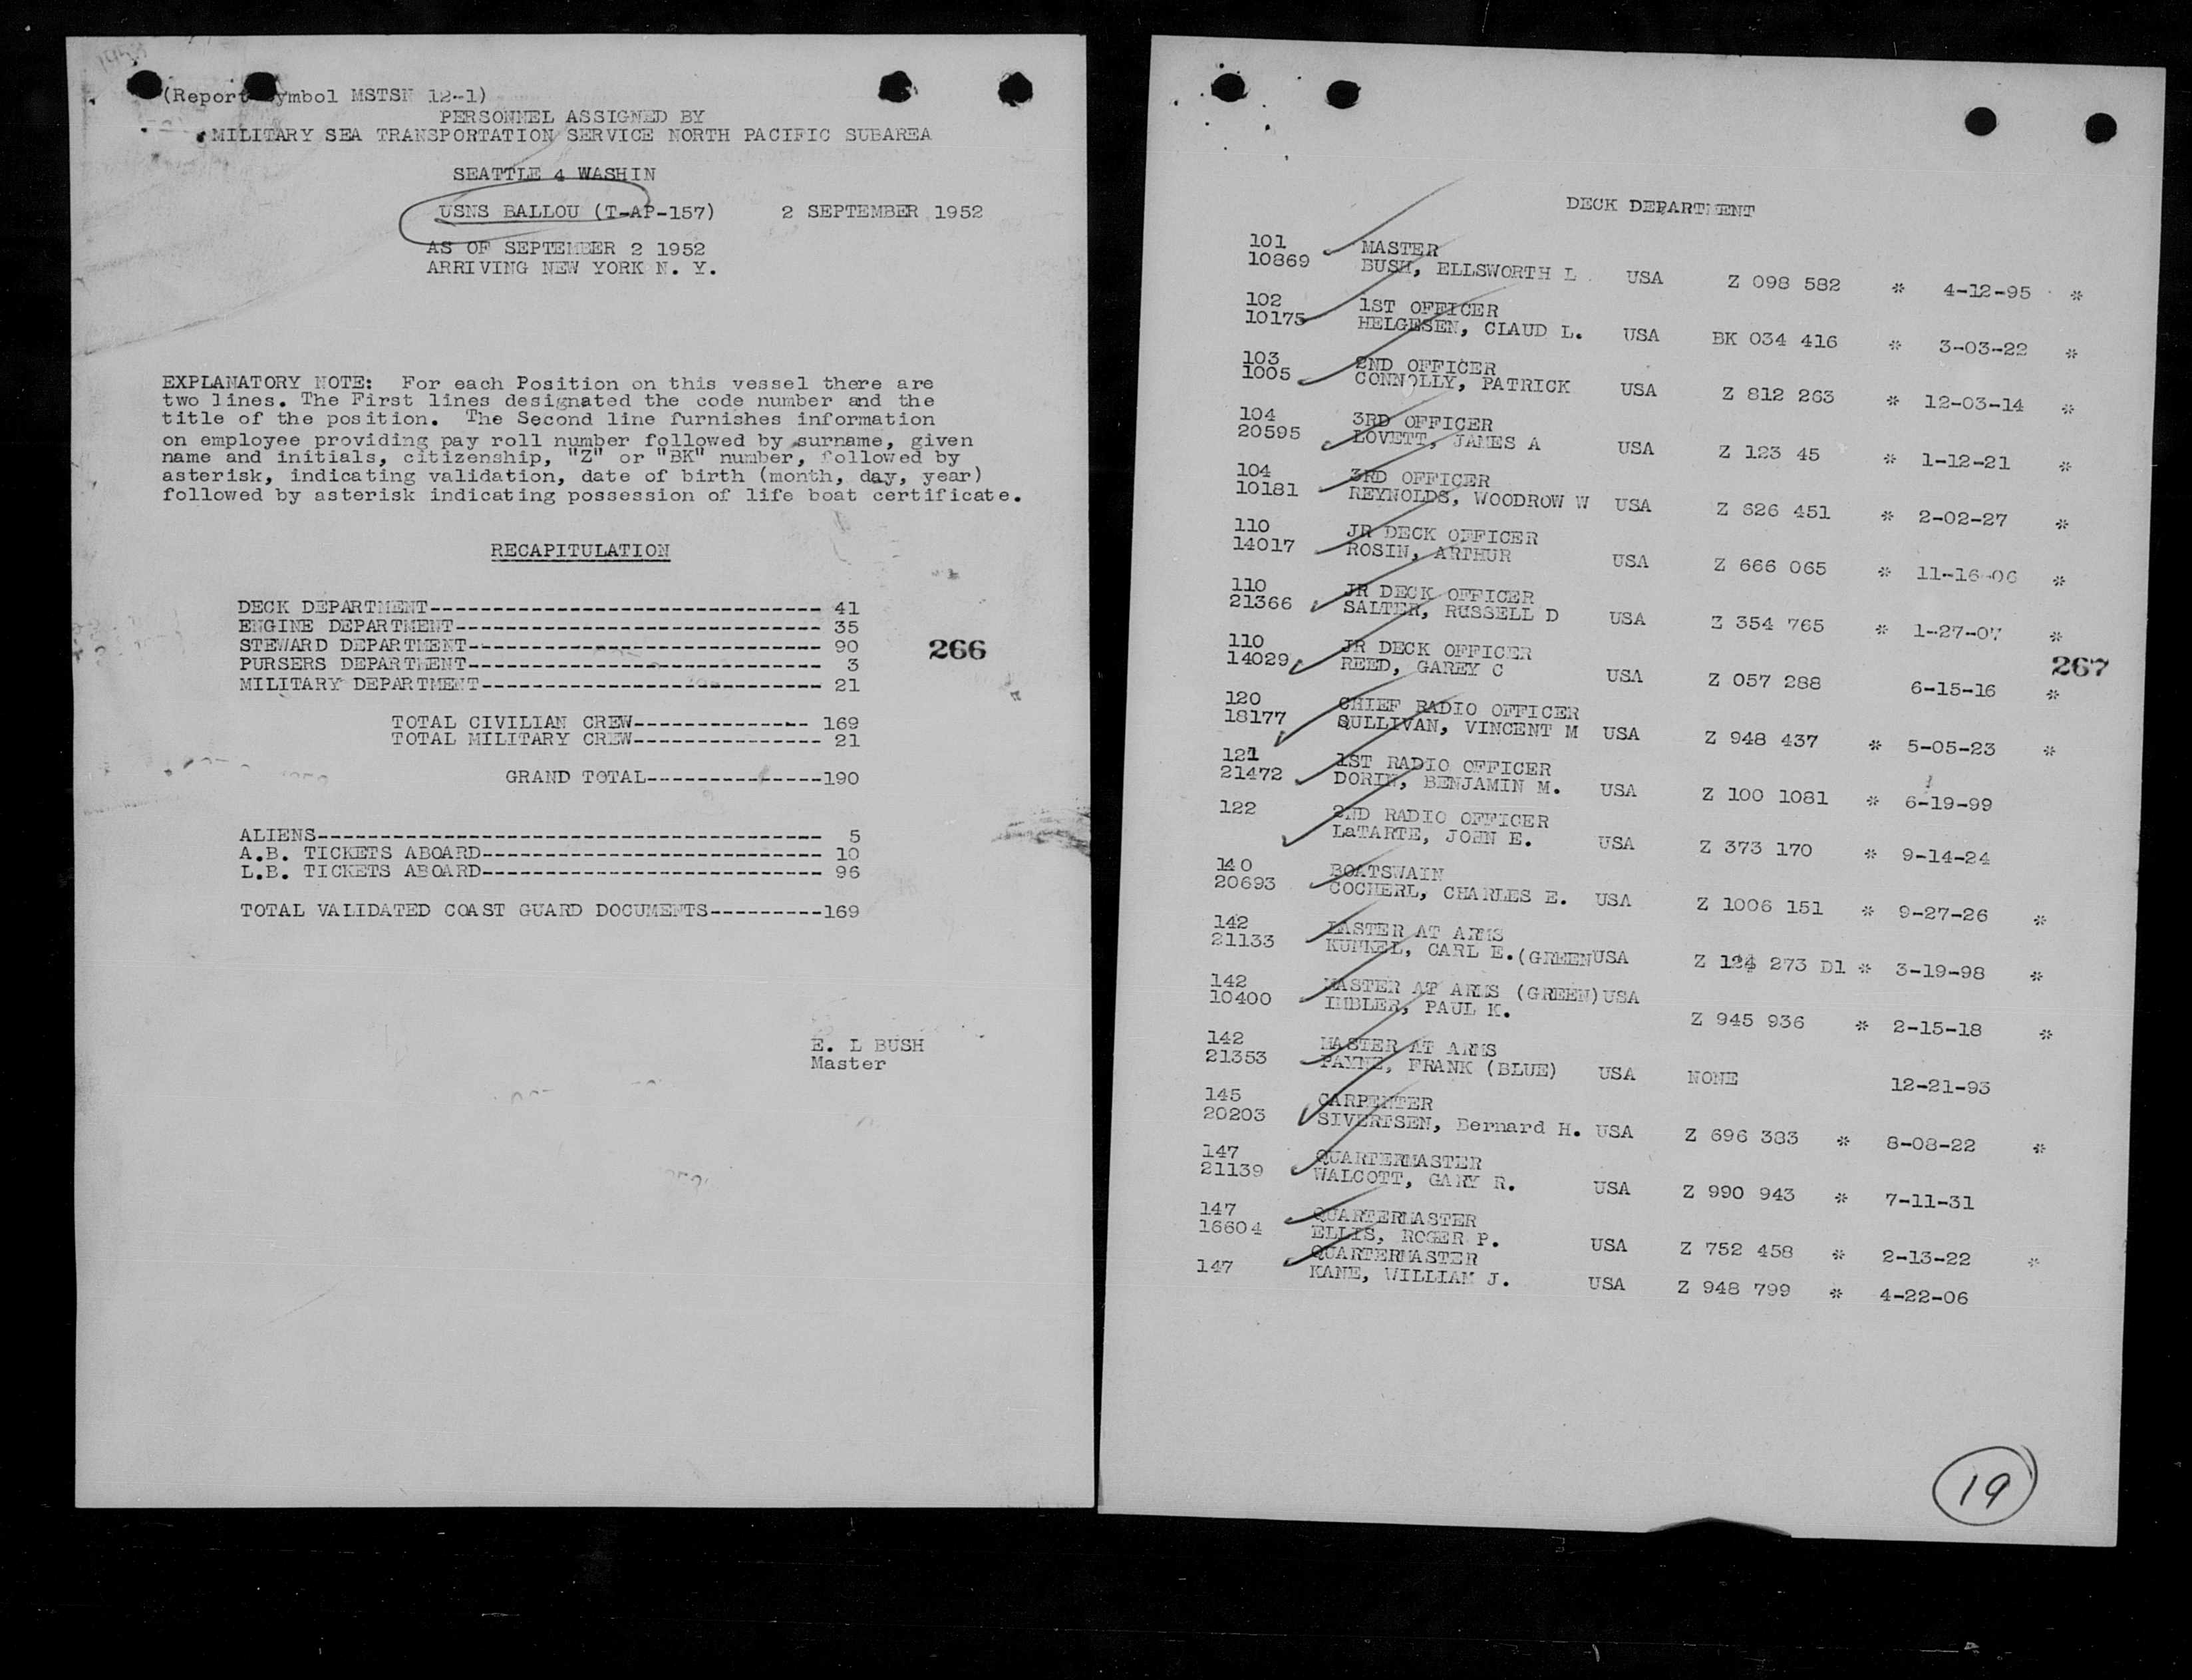 (Report Symbol MSTSN 12-1)
PERSONNEL ASSIGNED BY
MILITARY SEA TRANSPORTATION SERVICE NORTH PACIFIC SUBAREA
SEATTLE 4 WASHIN
USNS BALLOU (T-AP-157) 2 SEPTEMBER 1952
AS OF SEPTEMBER 2 1952
ARRIVING NEW YORK N. Y.
EXPLANATORY NOTE: For each Position on this vessel there are
two lines. The First lines designated the code number and the
title of the position. The Second line furnishes information
on employee providing pay roll number followed by surname, given
name and initials, citizenship, "Z" or "BK" number, followed by
asterisk, indicating validation, date of birth (month, day, year)
followed by asterisk indicating possession of life boat certificate.
RECAPITULATION
DECK DEPARTMENT------------------------------- 41
ENGINE DEPARTMENT----------------------------- 35
STEWARD DEPARTMENT---------------------------- 90
266
PURSERS DEPARTMENT---------------------------- 3
MILITARY DEPARTMENT--------------------------- 21
TOTAL CIVILIAN CREW-------------- 169
TOTAL MILITARY CREW--------------- 21
GRAND TOTAL--------------190
ALIENS---------------------------------------- 5
A.B. TICKETS ABOARD--------------------------- 10
L.B. TICKETS ABOARD--------------------------- 96
TOTAL VALIDATED COAST GUARD DOCUMENTS---------169
E. L BUSH
Master
DECK DEPARTMENT
101 MASTER
10869 BUSH, ELLSWORTH L USA Z 098 582 * 4-12-95 *
102 1ST OFFICER
10175 HELGESEN, CLAUD L. USA BK 034 416 * 3-03-22 *
103 2ND OFFICER
1005 CONNOLLY, PATRICK USA Z 812 263 * 12-03-14 *
104 3RD OFFICER
20595 LOVETT, JAMES A USA Z 123 45 * 1-12-21 *
104 3RD OFFICER
10181 REYNOLDS, WOODROW W USA Z 626 451 * 2-02-27 *
110 JR DECK OFFICER
14017 ROSIN, ARTHUR USA Z 666 065 * 11-16-06 *
110 JR DECK OFFICER
21366 SALTER, RUSSELL D USA Z 354 765 * 1-27-07 *
110 JR DECK OFFICER
267
14029 REED, GAREY C USA Z 057 288 6-15-16 *
120 CHIEF RADIO OFFICER
18177 SULLIVAN, VINCENT M USA Z 948 437 * 5-05-23 *
121 1ST RADIO OFFICER
21472 DORIN, BENJAMIN M. USA Z 100 1081 * 6-19-99
122 2ND RADIO OFFICER
LaTARTE, JOHN E. USA Z 373 170 * 9-14-24
140 BOATSWAIN
20693 COCHERL, CHARLES E. USA Z 1006 151 * 9-27-26 *
142 MASTER AT ARMS
21133 KUNKEL, CARL E.(GREENUSA Z 124 273 D1 * 3-19-98 *
142 MASTER AT ARMS (GREEN)USA
10400 IMBLER, PAUL K. Z 945 936 * 2-15-18 *
142 MASTER AT ARMS
21353 PAYNE, FRANK (BLUE) USA NONE 12-21-93
145 CARPENTER
20203 SIVERTSEN, Bernard H. USA Z 696 383 * 8-08-22 *
147 QUARTERMASTER
21139 WALCOTT, GARY R. USA Z 990 943 * 7-11-31
147 QUARTERMASTER
16604 ELLIS, ROGER P. USA Z 752 458 * 2-13-22 *
QUARTERMASTER
147 KANE, WILLIAM J. USA Z 948 799 * 4-22-06
19